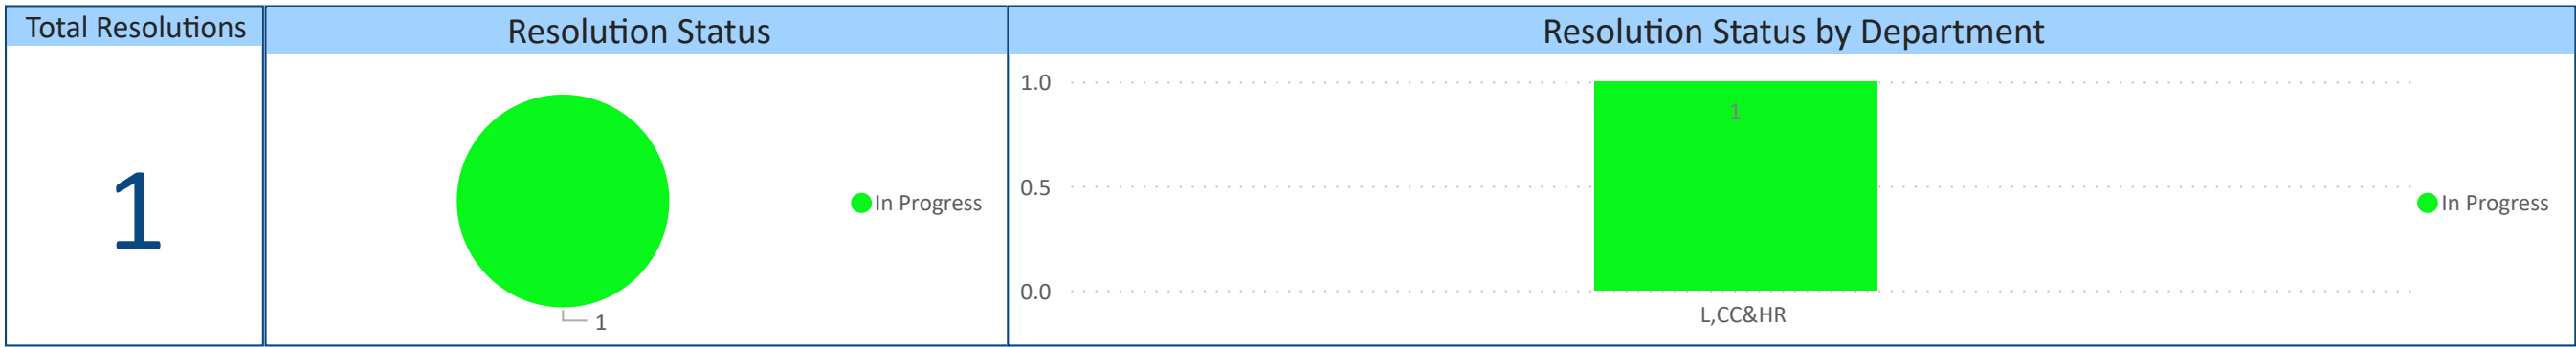 Total Resolutions
1
Resolution Status
1
In Progress
Resolution Status by Department
1.0
0.5
0.0
1
L,CC&HR
In Progress